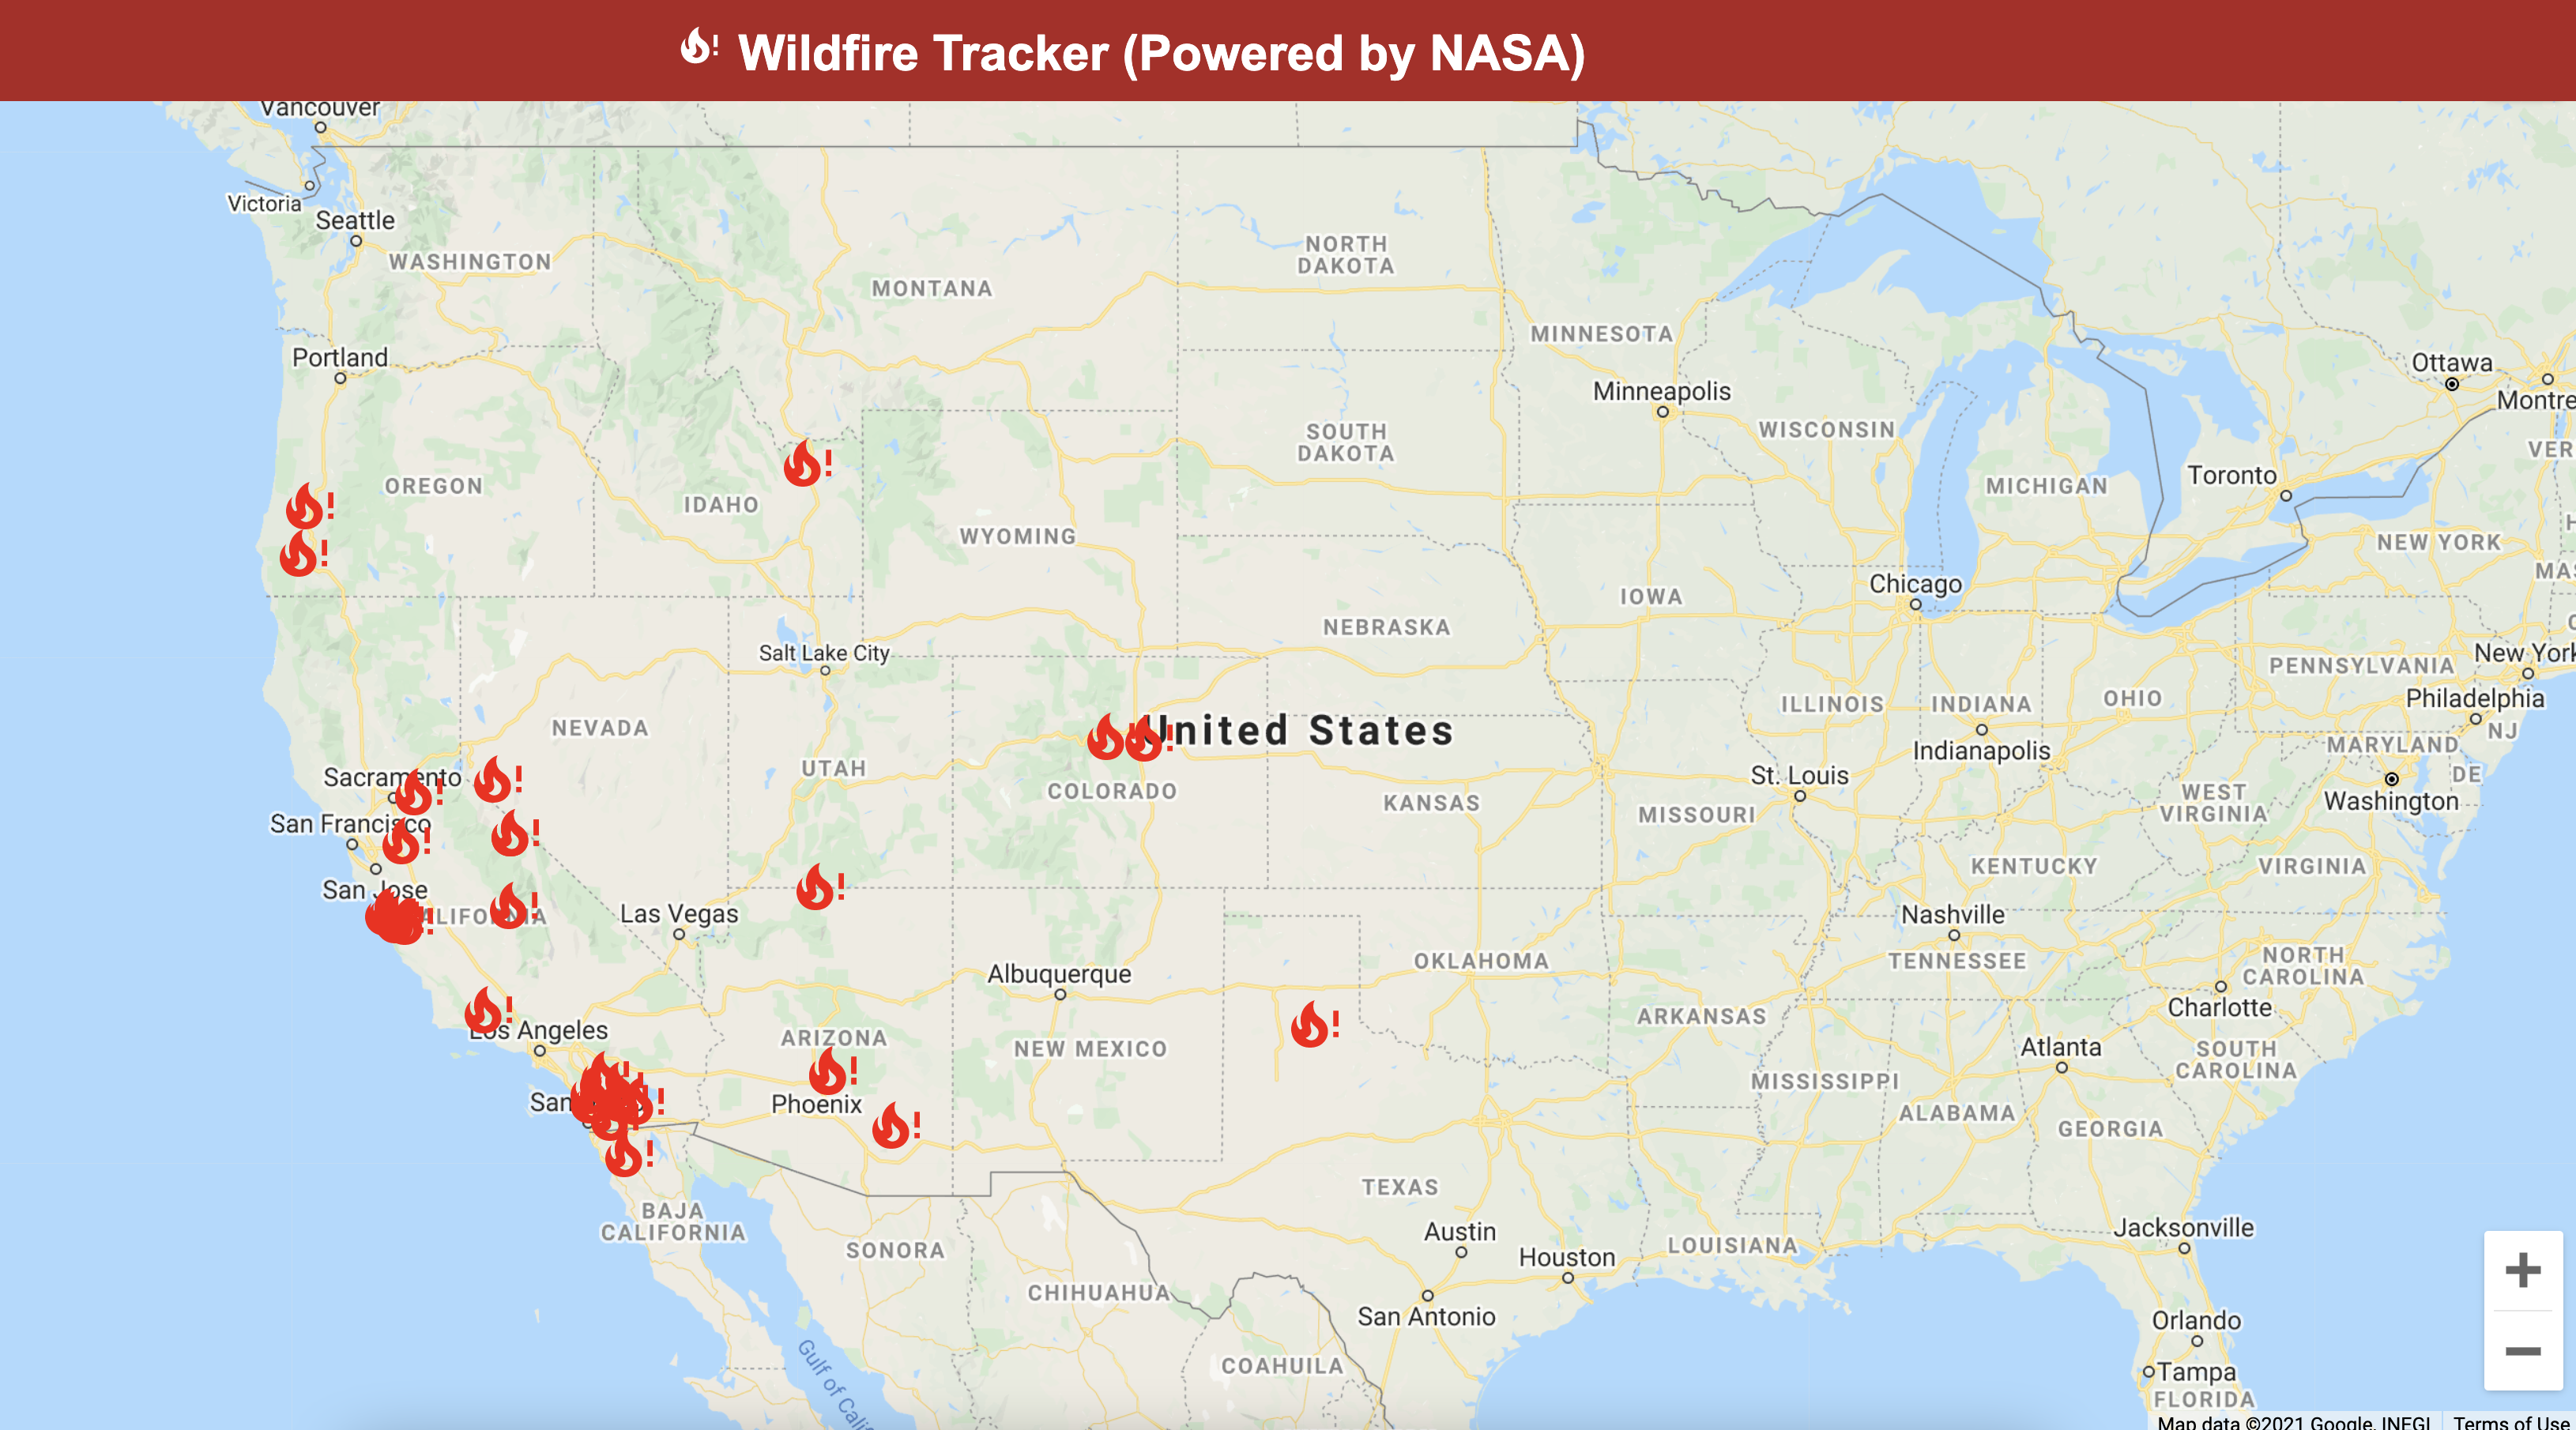 Wildfire Tracker (Powered by NASA)
Vancouver
Victoria
Seattle
WASHINGTON
MONTANA
NORTH
DAKOTA
MINNESOTA
Portland
Minneapolis
Ottawa
Montre
SOUTH
DAKOTA
WISCONSIN
VER
OREGON
IDAHO
MICHIGAN
Toronto
WYOMING
NEW YORK
MAS
Chicago
IOWA
NEBRASKA
Salt Lake City
PENNSYLVANIA
New York
ILLINOIS
INDIANA
OHIO
Philadelphia
NEVADA
United States
NJ
Indianapolis
MARYLAND
UTAH
Sacramento
St. Louis
DE
COLORADO
KANSAS
WEST
VIRGINIA
Washington
San Francisco
MISSOURI
KENTUCKY
VIRGINIA
San Jose
CALIFORNIA
Las Vegas
Nashville
Albuquerque
OKLAHOMA
TENNESSEE
NORTH
CAROLINA
Charlotte
Los Angeles
ARIZONA
NEW MEXICO
ARKANSAS
Atlanta
SOUTH
CAROLINA
MISSISSIPPI
San
Phoenix
ALABAMA
GEORGIA
TEXAS
BAJA
CALIFORNIA
SONORA
Austin
Houston
LOUISIANA
Jacksonville
CHIHUAHUA
San Antonio
Orlando
Gulf of Calif
COAHUILA
Tampa
FLORIDA
Map data ©2021 Google, INEGI
Terms of Use